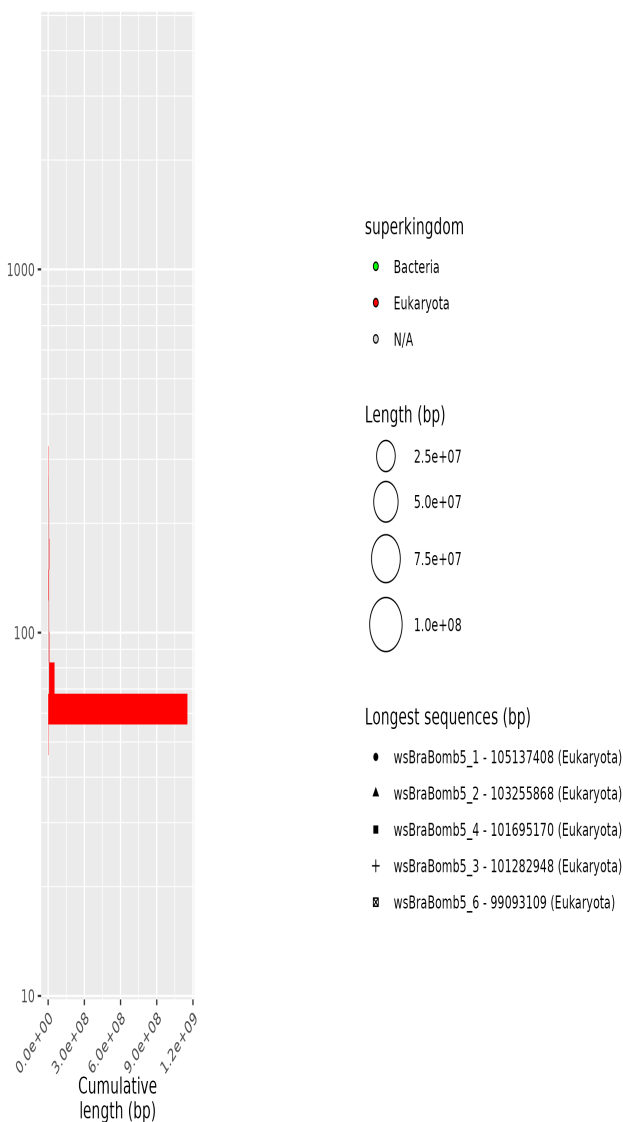 1000
100
10
0.0e+00
3.0e+08
6.0e+08
9.0e+08
1.2e+09
Cumulative
length (bp)
superkingdom
Bacteria
Eukaryota
N/A
Length (bp)
2.5e+07
5.0e+07
7.5e+07
1.0e+08
Longest sequences (bp)
wsBraBomb5_1 - 105137408 (Eukaryota)
wsBraBomb5_2 - 103255868 (Eukaryota)
wsBraBomb5_4 - 101695170 (Eukaryota)
wsBraBomb5_3 - 101282948 (Eukaryota)
wsBraBomb5_6 - 99093109 (Eukaryota)